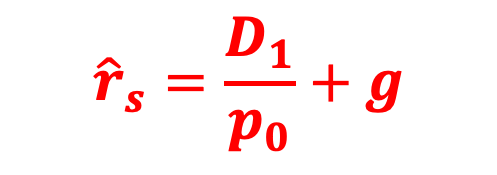 r̂ₛ = D₁/p₀ + g